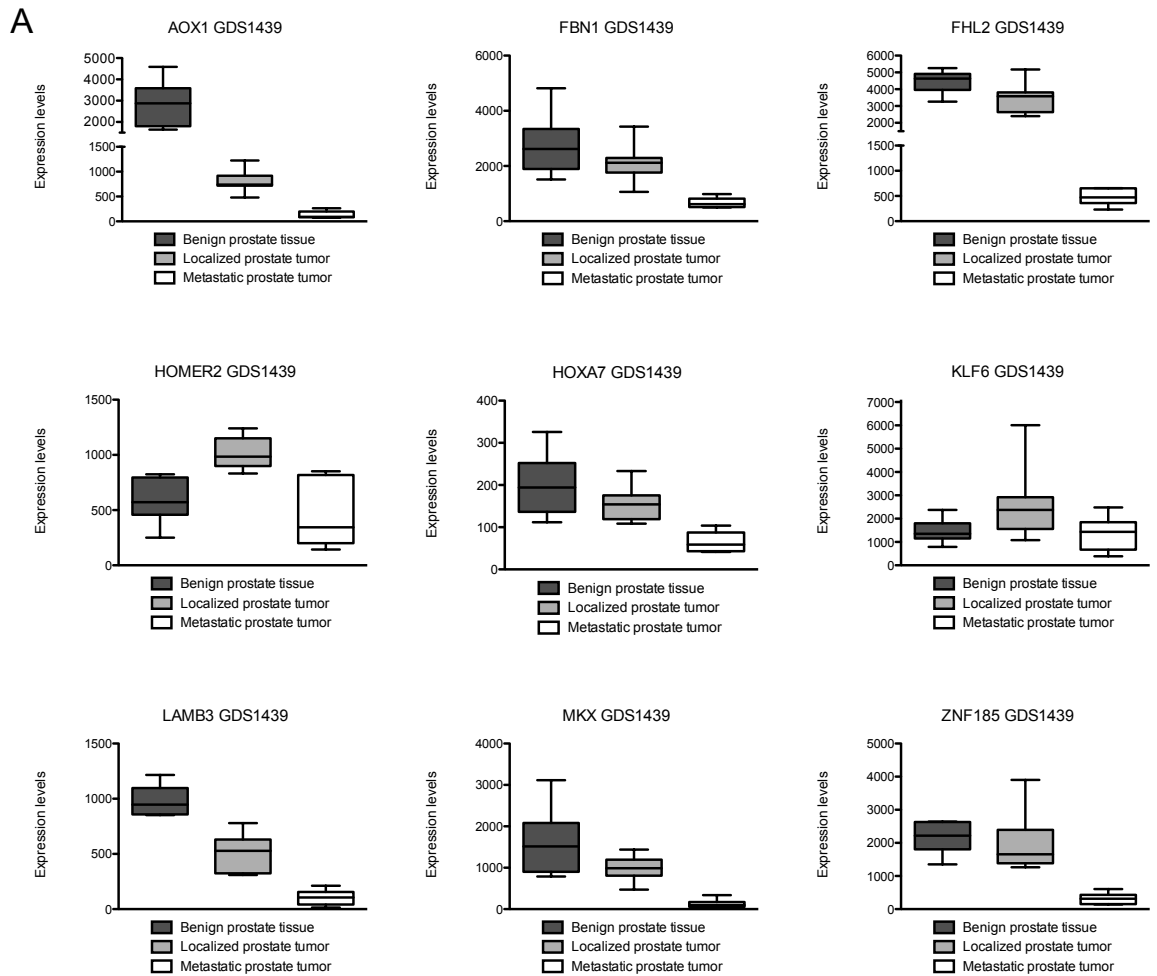 A
AOX1 GDS1439
Expression levels
5000
4000
3000
2000
1500
1000
500
0
Benign prostate tissue
Localized prostate tumor
Metastatic prostate tumor
FBN1 GDS1439
Expression levels
6000
4000
2000
0
Benign prostate tissue
Localized prostate tumor
Metastatic prostate tumor
FHL2 GDS1439
Expression levels
6000
5000
4000
3000
2000
500
0
Benign prostate tissue
Localized prostate tumor
Metastatic prostate tumor
HOMER2 GDS1439
Expression levels
1500
1000
500
0
Benign prostate tissue
Localized prostate tumor
Metastatic prostate tumor
HOXA7 GDS1439
Expression levels
400
300
200
100
0
Benign prostate tissue
Localized prostate tumor
Metastatic prostate tumor
KLF6 GDS1439
Expression levels
7000
6000
5000
4000
3000
2000
1000
0
Benign prostate tissue
Localized prostate tumor
Metastatic prostate tumor
LAMB3 GDS1439
Expression levels
1500
1000
500
0
Benign prostate tissue
Localized prostate tumor
Metastatic prostate tumor
MKX GDS1439
Expression levels
4000
3000
2000
1000
0
Benign prostate tissue
Localized prostate tumor
Metastatic prostate tumor
ZNF185 GDS1439
Expression levels
5000
4000
3000
2000
1000
0
Benign prostate tissue
Localized prostate tumor
Metastatic prostate tumor